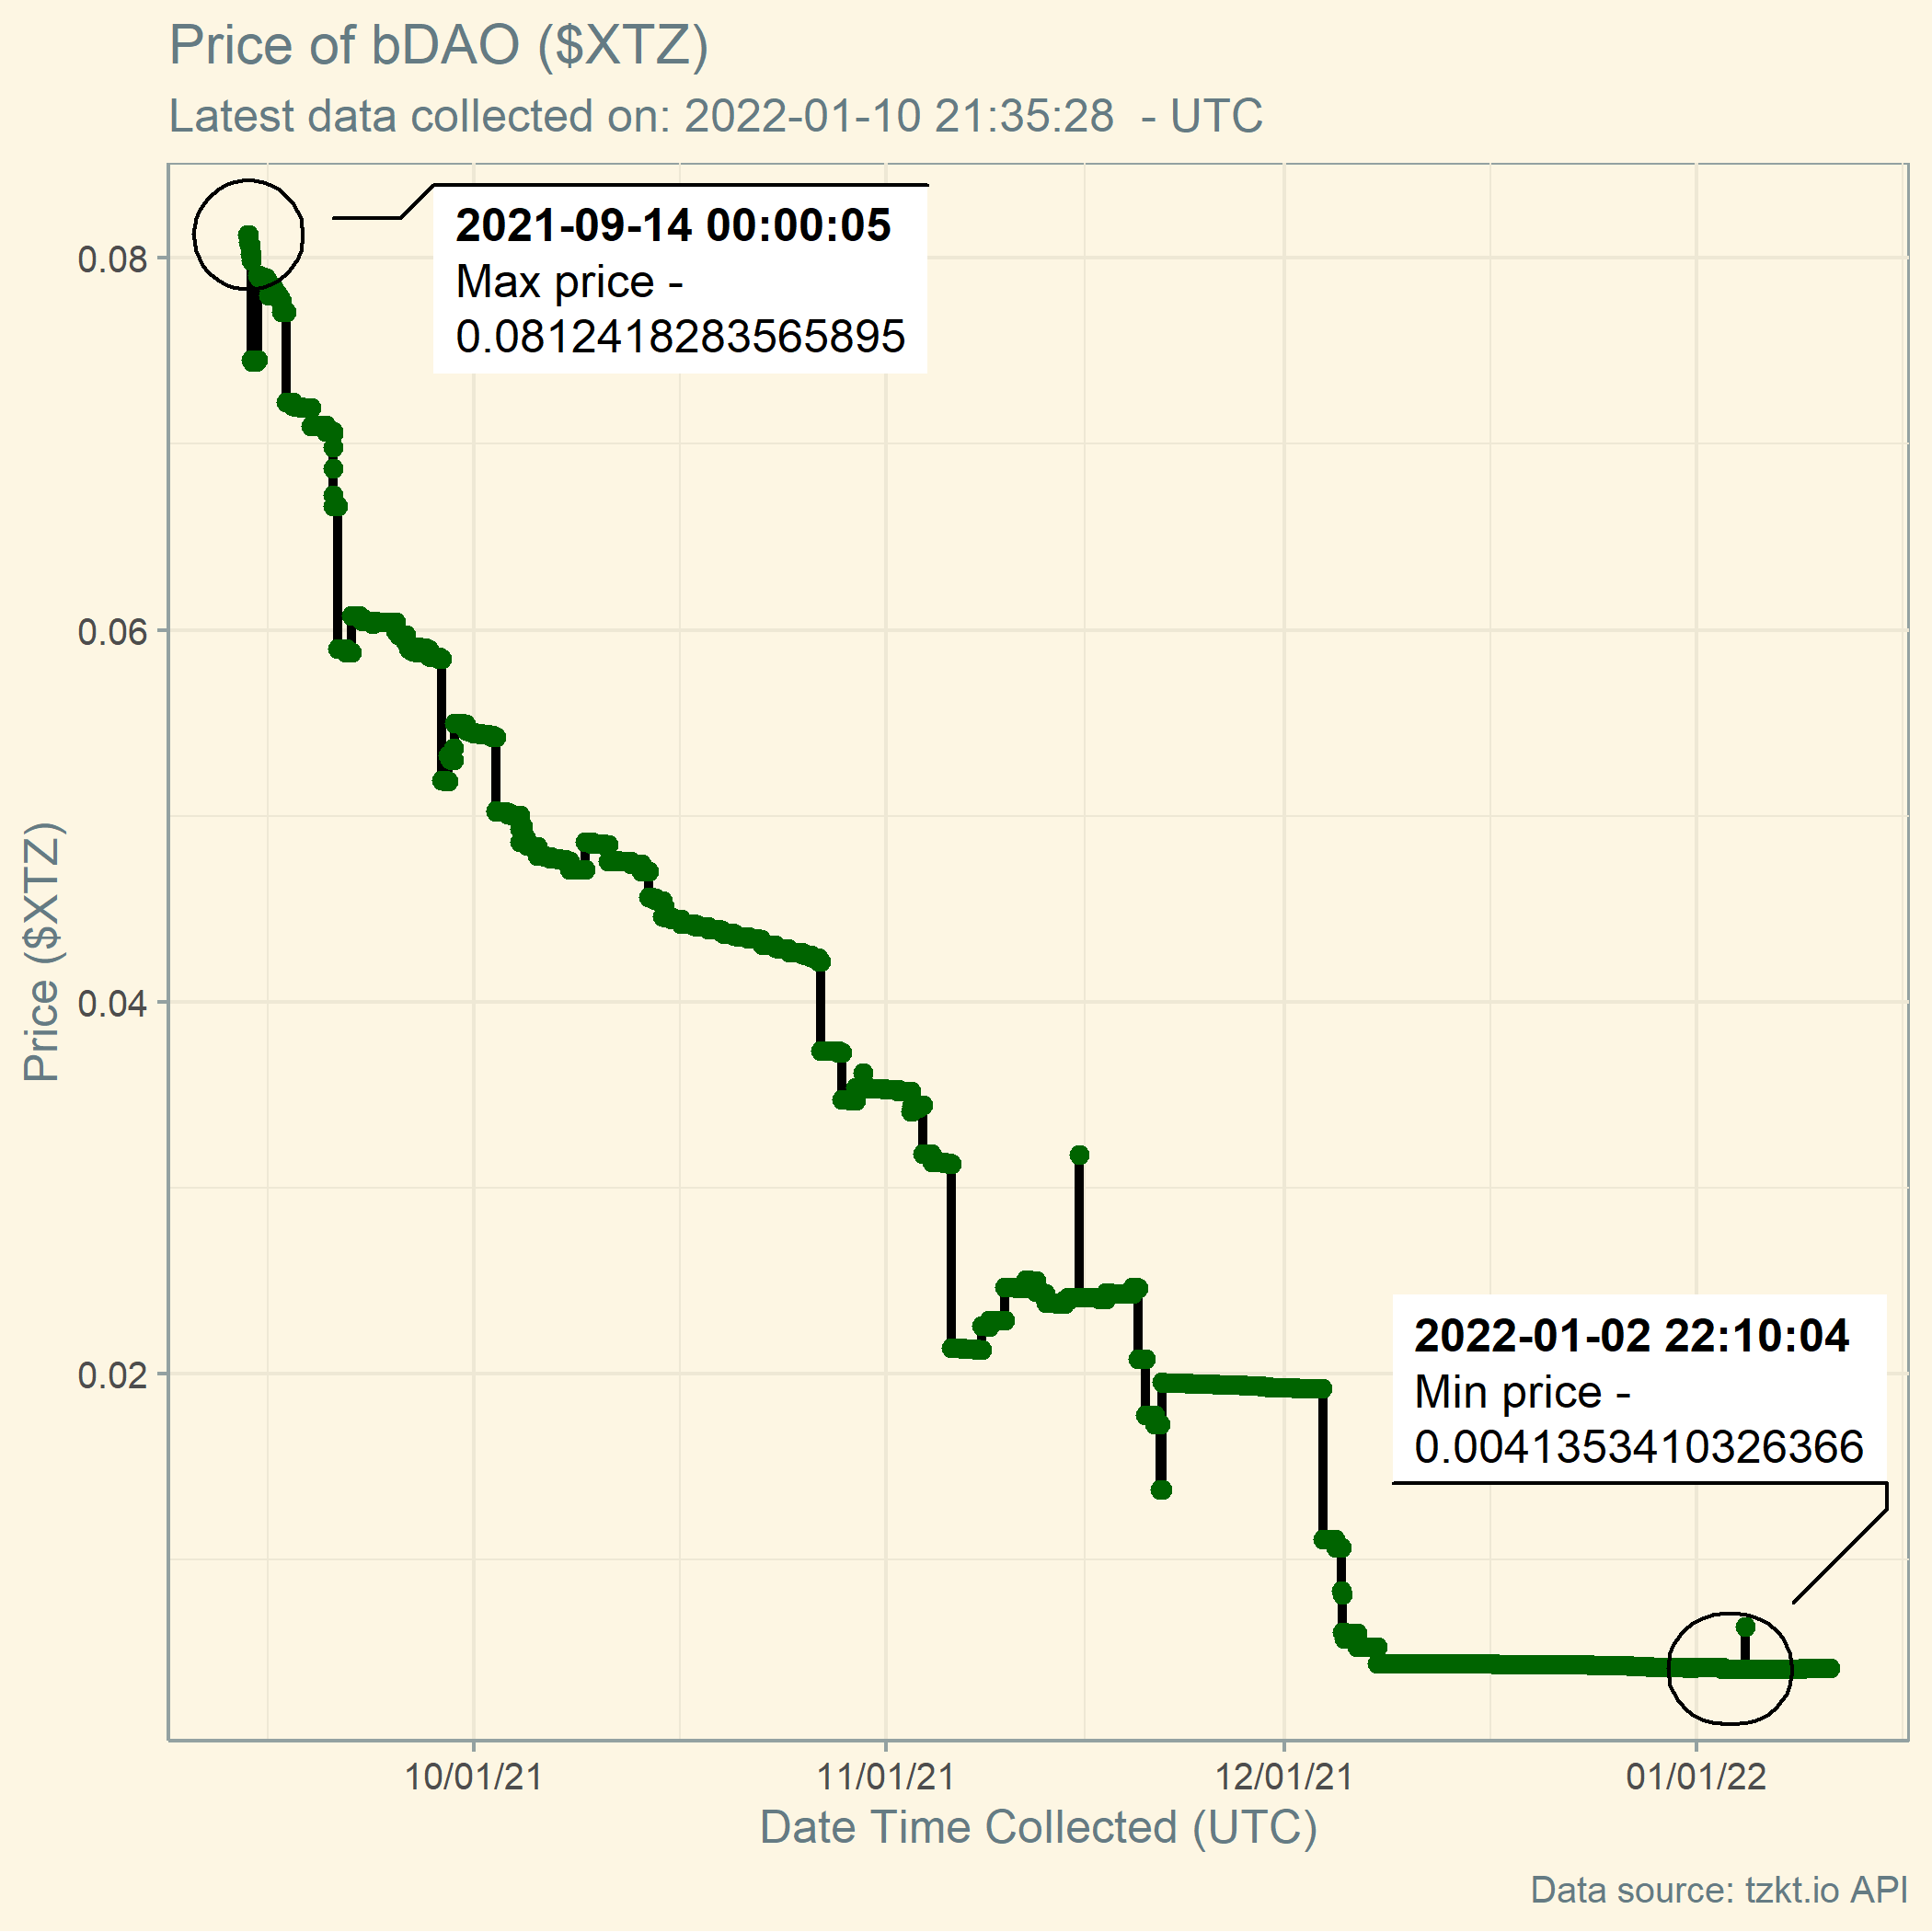 Price of bDAO ($XTZ)
Latest data collected on: 2022-01-10 21:35:28  - UTC
2021-09-14 00:00:05
Max price -
0.0812418283565895
0.08
0.06
0.04
0.02
Price ($XTZ)
2022-01-02 22:10:04
Min price -
0.00413534103263​66
10/01/21
11/01/21
12/01/21
01/01/22
Date Time Collected (UTC)
Data source: tzkt.io API